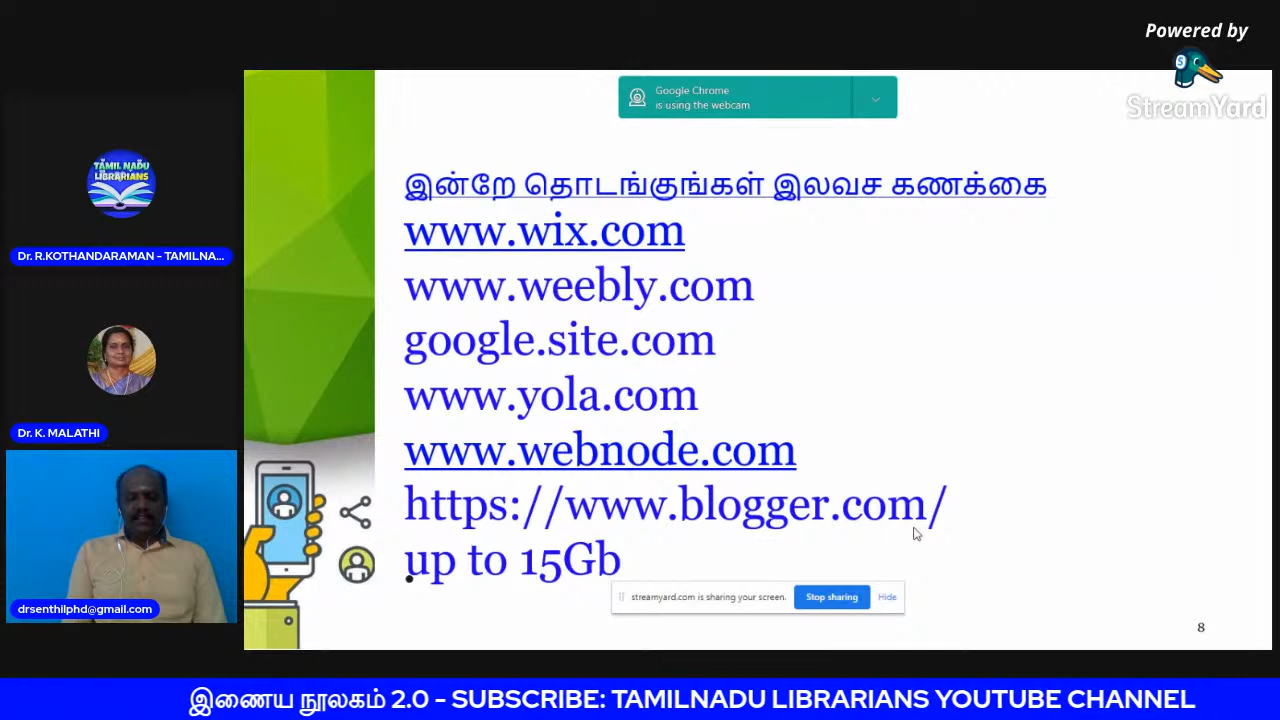 Powered by
StreamYard
Google Chrome
is using the webcam
TAMIL NADU
LIBRARIANS
Dr. R.KOTHANDARAMAN - TAMILNA...
Dr. K. MALATHI
drsenthilphd@gmail.com
இன்றே தொடங்குங்கள் இலவச கணக்கை
www.wix.com
www.weebly.com
google.site.com
www.yola.com
www.webnode.com
https://www.blogger.com/
up to 15Gb
streamyard.com is sharing your screen.
Stop sharing
Hide
8
இணைய நூலகம் 2.0 - SUBSCRIBE: TAMILNADU LIBRARIANS YOUTUBE CHANNEL